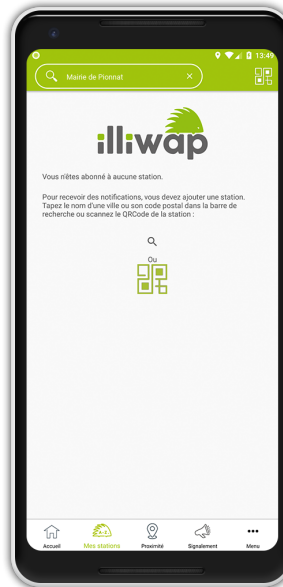 13:49
Mairie de Pionnat
illiwap
Vous n'êtes abonné à aucune station.
Pour recevoir des notifications, vous devez ajouter une station.
Tapez le nom d'une ville ou son code postal dans la barre de
recherche ou scannez le QRCode de la station :
Ou
A-Z
Accueil Mes stations Proximité Signalement Menu